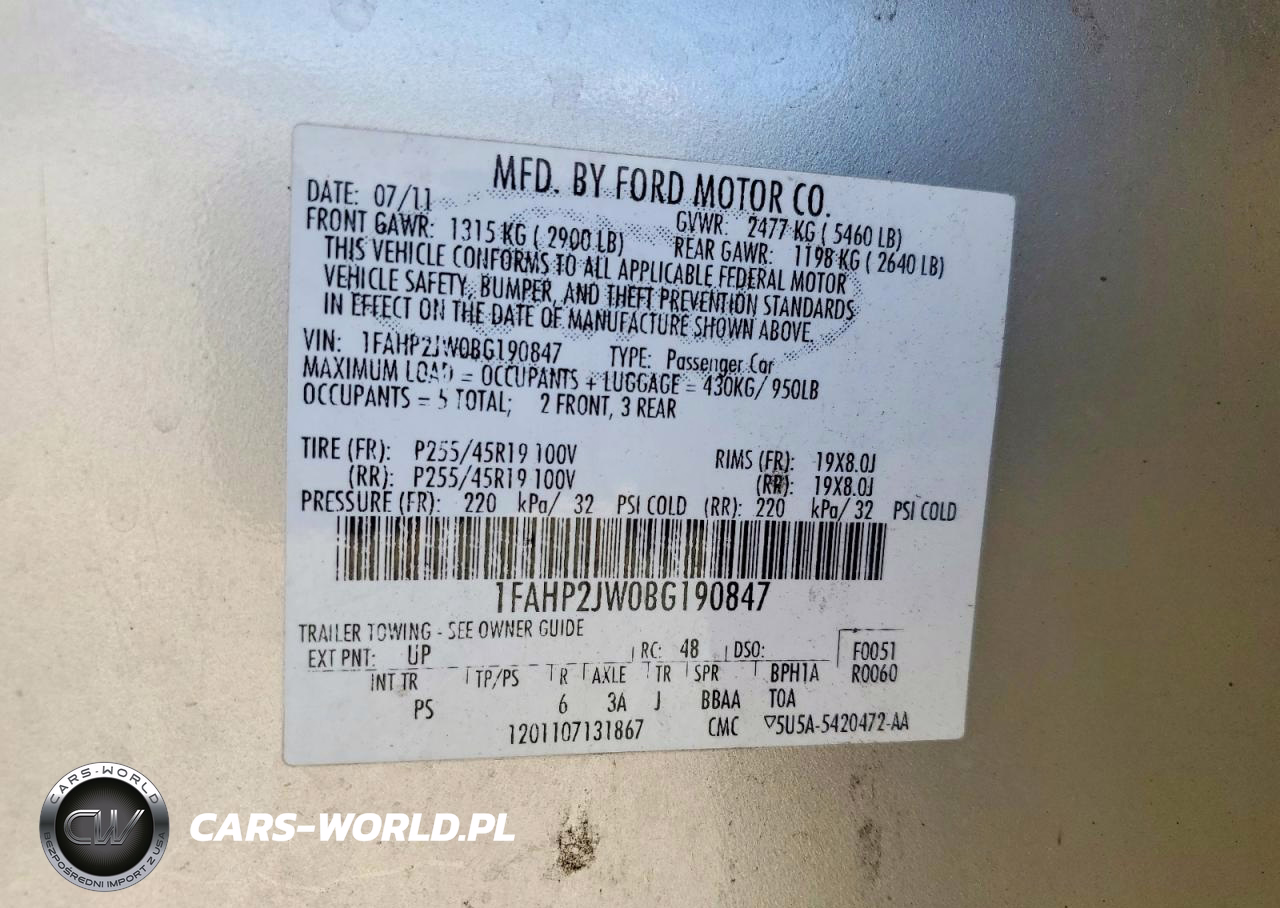 MFD. BY FORD MOTOR CO.
DATE: 07/11 GVWR: 2477 KG ( 5460 LB)
FRONT GAWR: 1315 KG ( 2900 LB) REAR GAWR: 1198 KG ( 2640 LB)
THIS VEHICLE CONFORMS TO ALL APPLICABLE FEDERAL MOTOR
VEHICLE SAFETY, BUMPER, AND THEFT PREVENTION STANDARDS
IN EFFECT ON THE DATE OF MANUFACTURE SHOWN ABOVE.
VIN: 1FAHP2JW0BG190847 TYPE: Passenger Car
MAXIMUM LOAD = OCCUPANTS + LUGGAGE = 430KG/ 950LB
OCCUPANTS = 5 TOTAL; 2 FRONT, 3 REAR
TIRE (FR): P255/45R19 100V RIMS (FR): 19X8.0J
(RR): P255/45R19 100V (RR): 19X8.0J
PRESSURE (FR): 220 kPa/ 32 PSI COLD (RR): 220 kPa/ 32 PSI COLD
1FAHP2JW0BG190847
TRAILER TOWING - SEE OWNER GUIDE
EXT PNT: UP RC: 48 DSO: F0051
INT TR TP/PS R AXLE TR SPR BPH1A R0060
PS 6 3A J BBAA TOA
1201107131867 CMC ▽5U5A-5420472-AA
CARS-WORLD
CW
BEZPOŚREDNI IMPORT Z USA
CARS-WORLD.PL